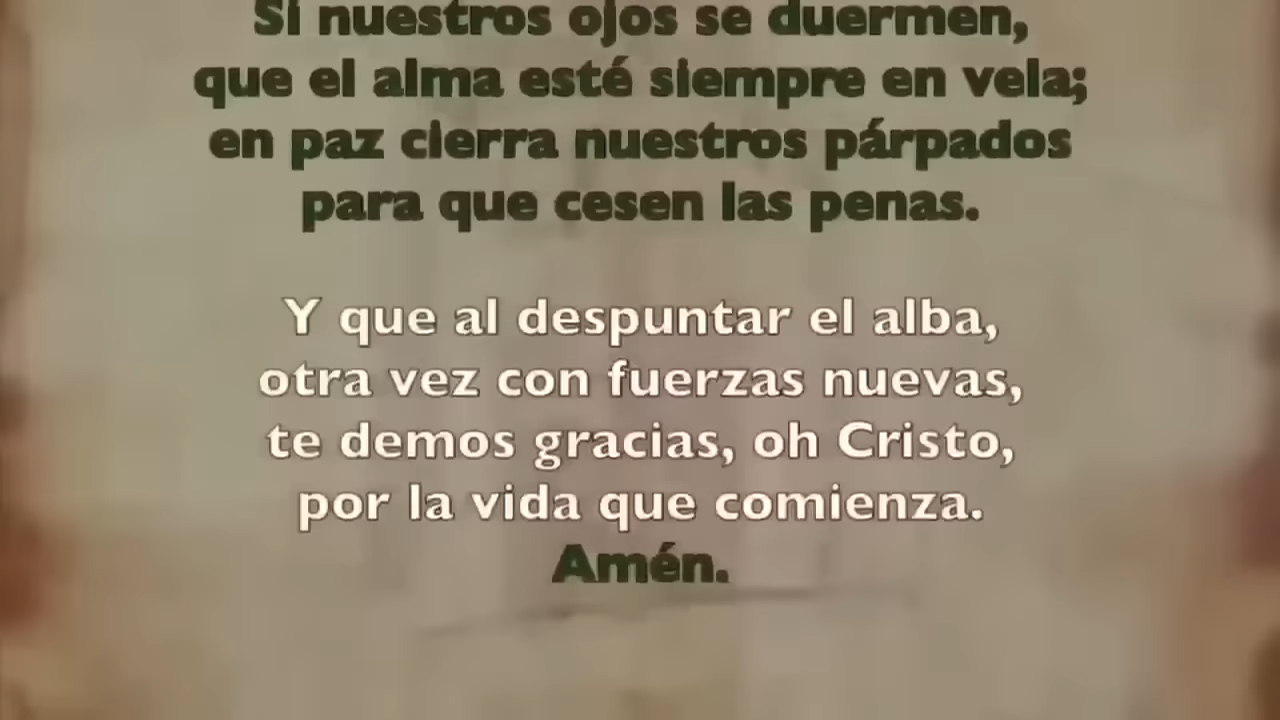 Si nuestros ojos se duermen,
que el alma esté siempre en vela;
en paz cierra nuestros párpados
para que cesen las penas.
Y que al despuntar el alba,
otra vez con fuerzas nuevas,
te demos gracias, oh Cristo,
por la vida que comienza.
Amén.